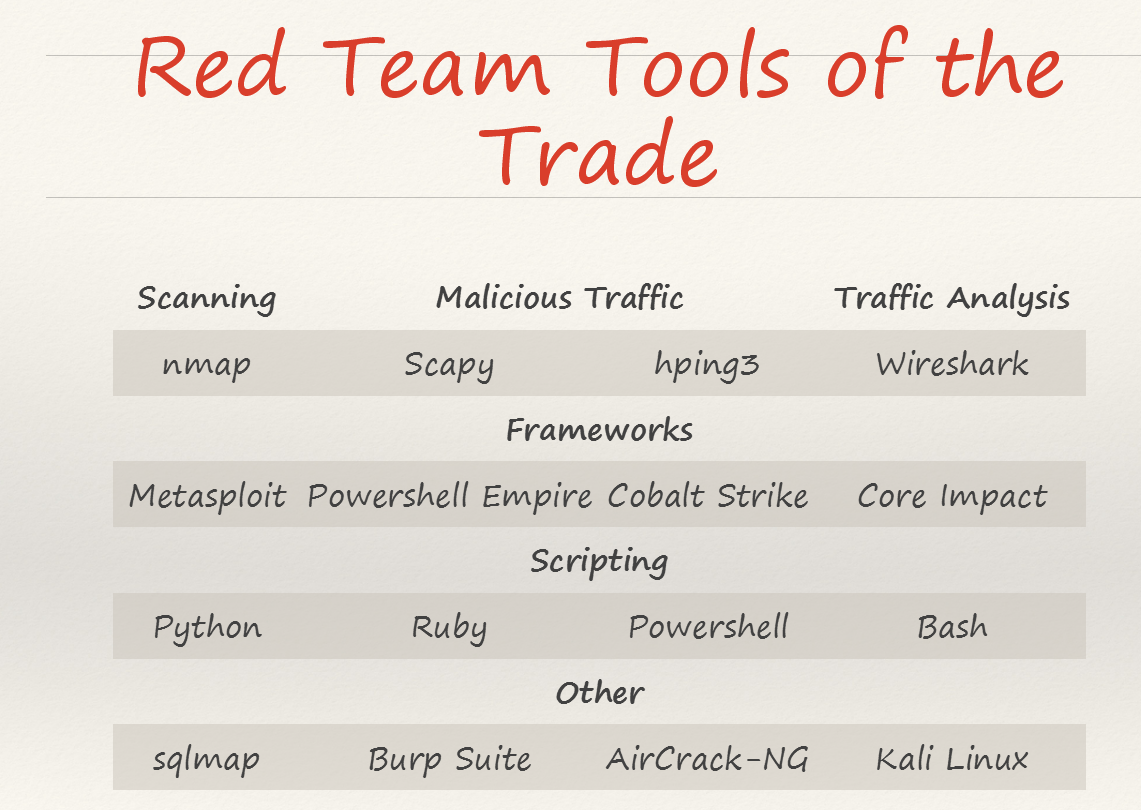 Red Team Tools of the
Trade
Scanning Malicious Traffic Traffic Analysis
nmap Scapy hping3 Wireshark
Frameworks
Metasploit Powershell Empire Cobalt Strike Core Impact
Scripting
Python Ruby Powershell Bash
Other
sqlmap Burp Suite AirCrack-NG Kali Linux